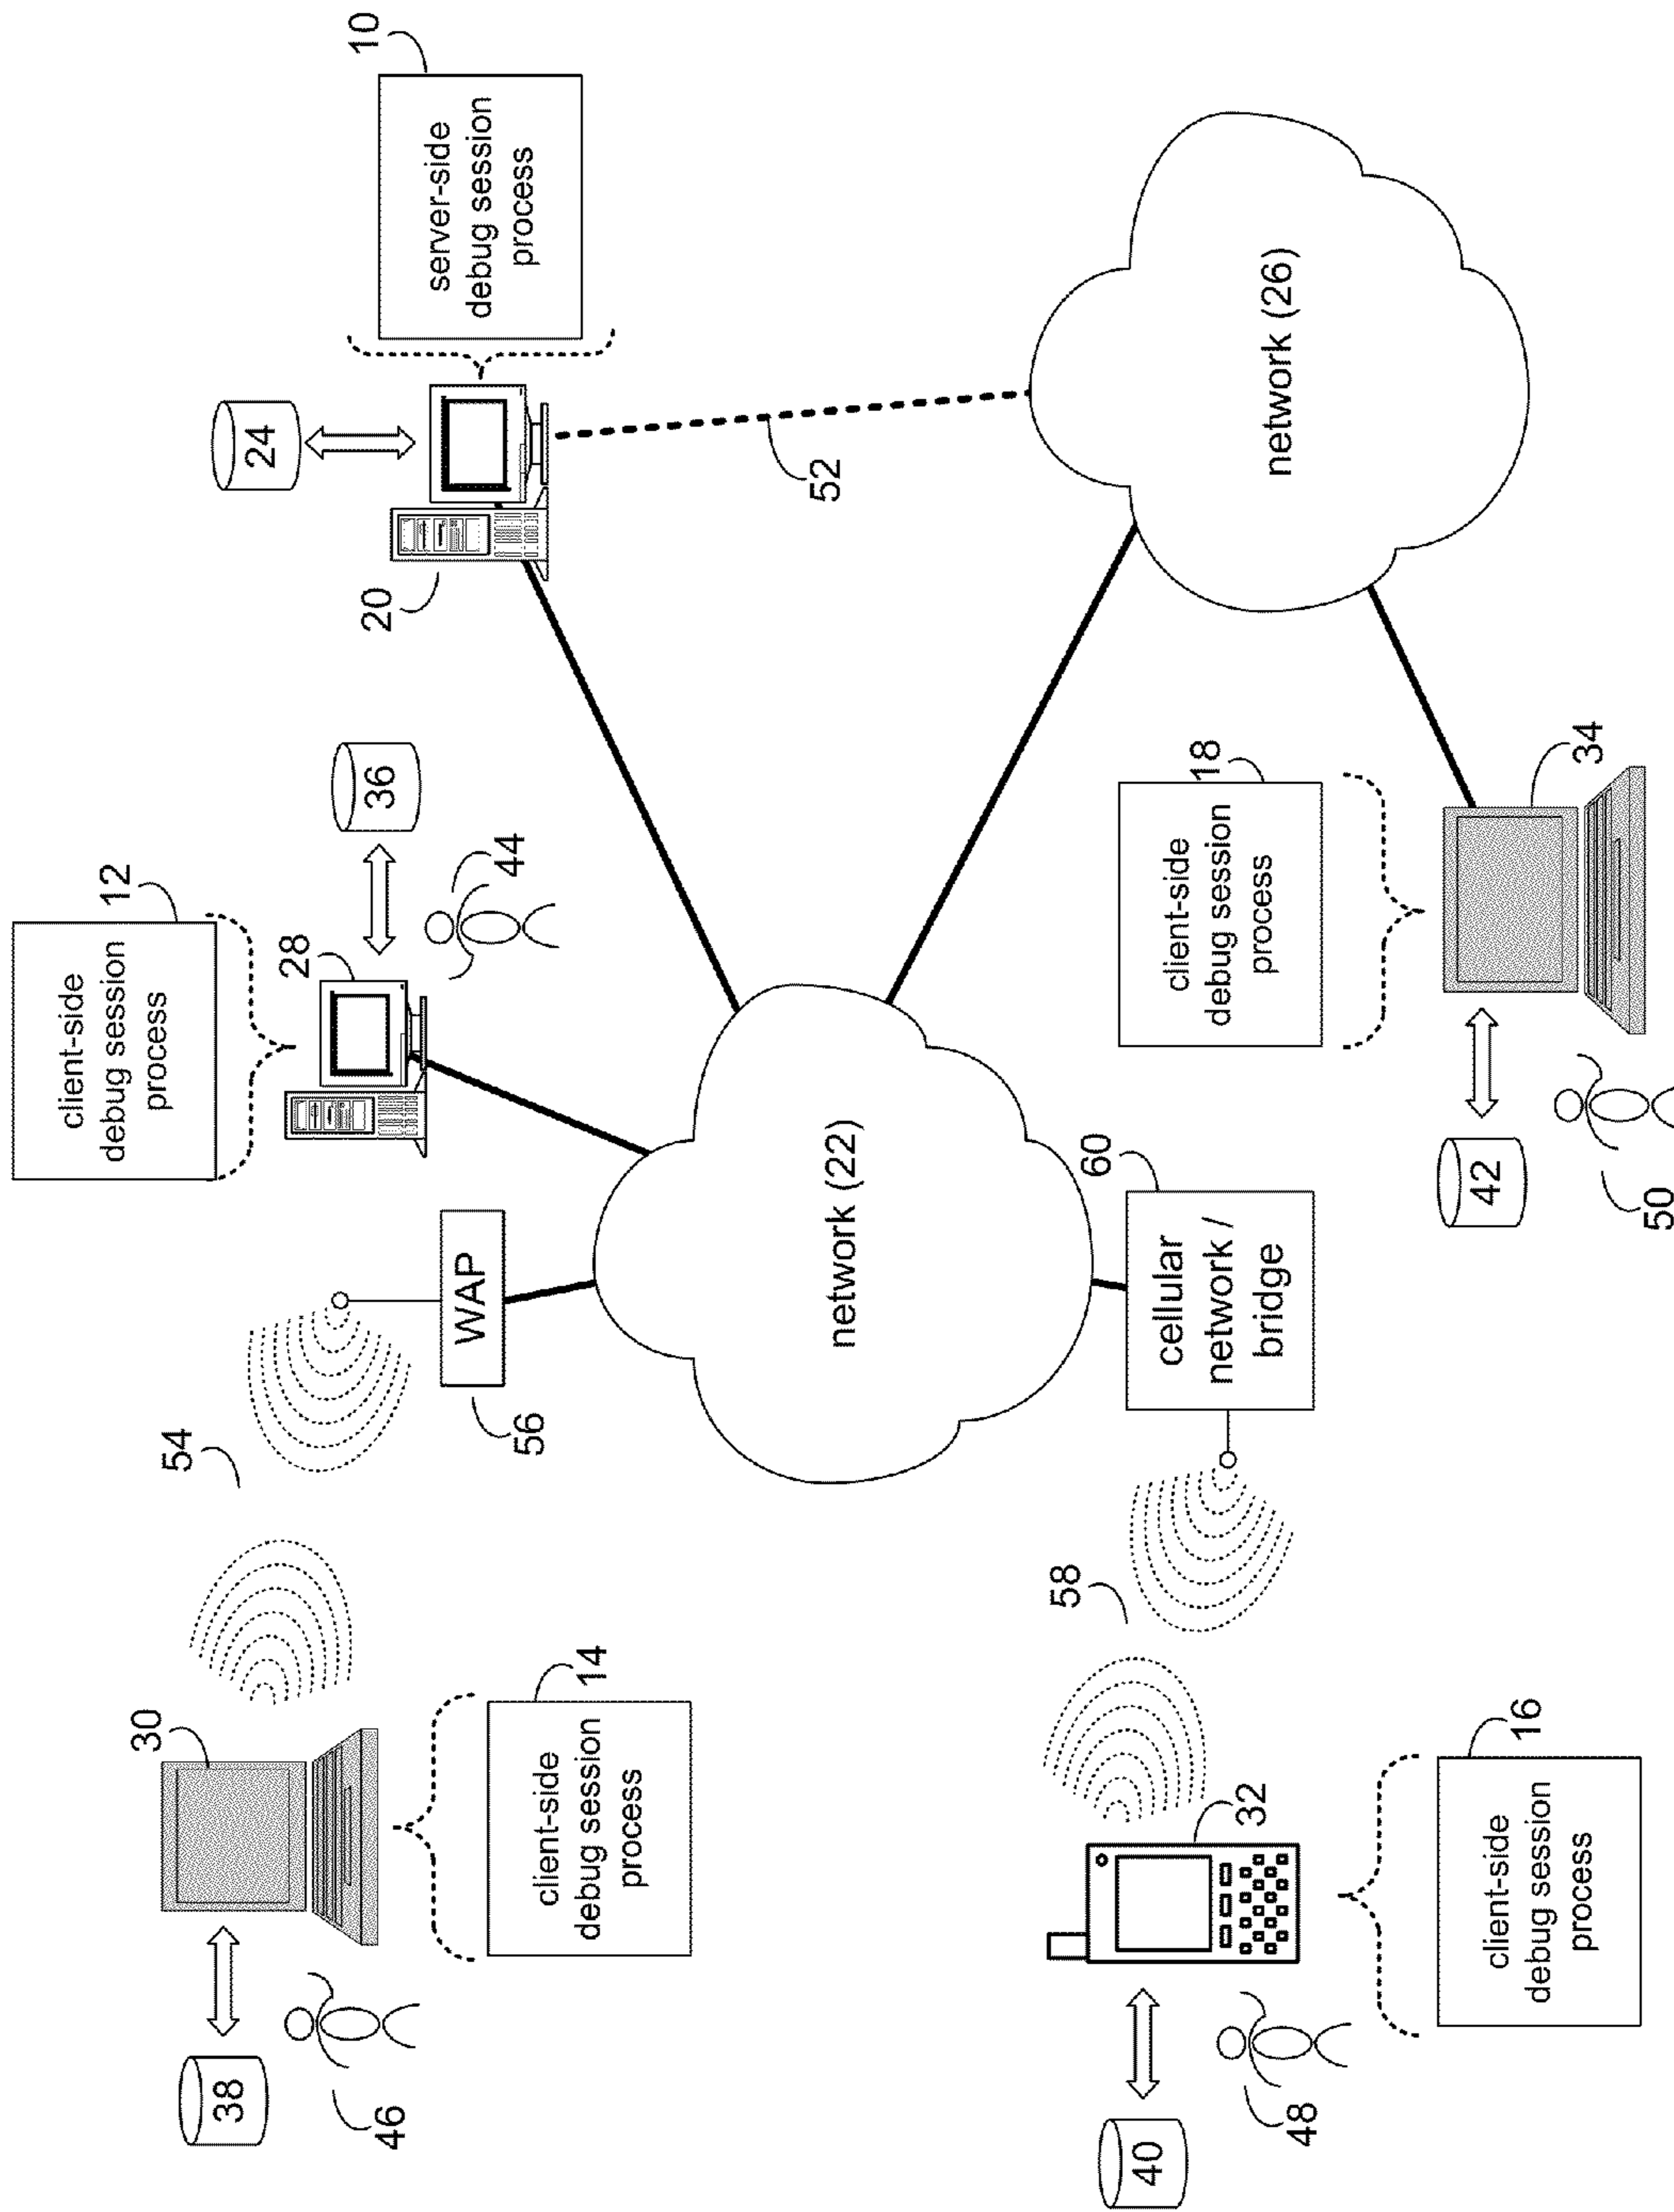 12
client-side
debug session
process
54
30
38
24
28
10
20
36
46
server-side
debug session
process
WAP
44
56
14
client-side
debug session
process
52
network (22)
58
60
40
32
cellular
network /
bridge
18
client-side
debug session
process
network (26)
48
16
client-side
debug session
process
42
34
50